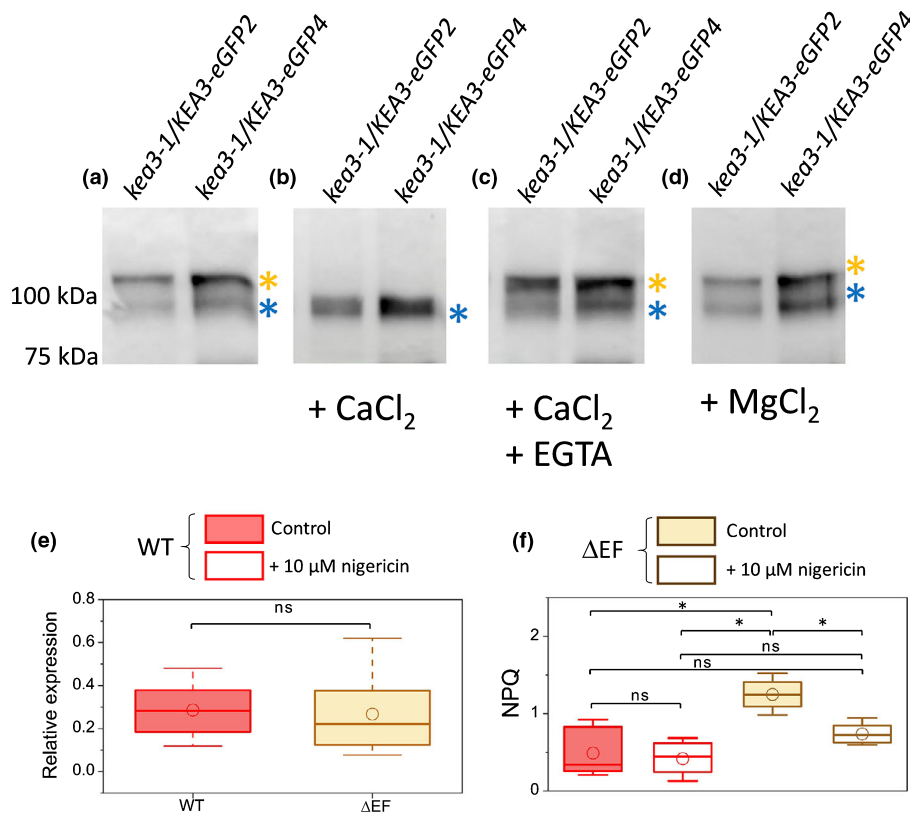 (a) kea3-1/KEA3-eGFP2 kea3-1/KEA3-eGFP4
(b) kea3-1/KEA3-eGFP2 kea3-1/KEA3-eGFP4
(c) kea3-1/KEA3-eGFP2 kea3-1/KEA3-eGFP4
(d) kea3-1/KEA3-eGFP2 kea3-1/KEA3-eGFP4
*
*
*
*
*
*
*
100 kDa
75 kDa
+ CaCl₂
+ CaCl₂
+ EGTA
+ MgCl₂
(e)
WT
Control
+ 10 µM nigericin
ns
Relative expression
0.8
0.6
0.4
0.2
0.0
WT
ΔEF
(f)
ΔEF
Control
+ 10 µM nigericin
*
* *
ns
ns
ns
NPQ
2
1
0